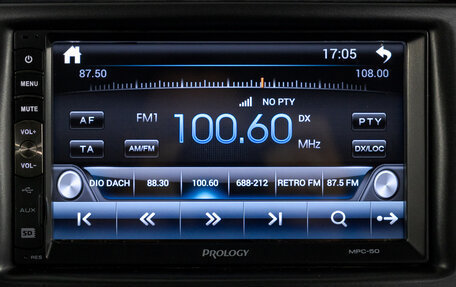 17:05
87.50 108.00
NO PTY
AF FM1 100.60 DX MHz PTY
TA AM/FM DX/LOC
DIO DACH 88.30 100.60 688-212 RETRO FM 87.5 FM
MENU
MUTE
VOL+
VOL-
AUX
SD
RES
PROLOGY
MPC-50